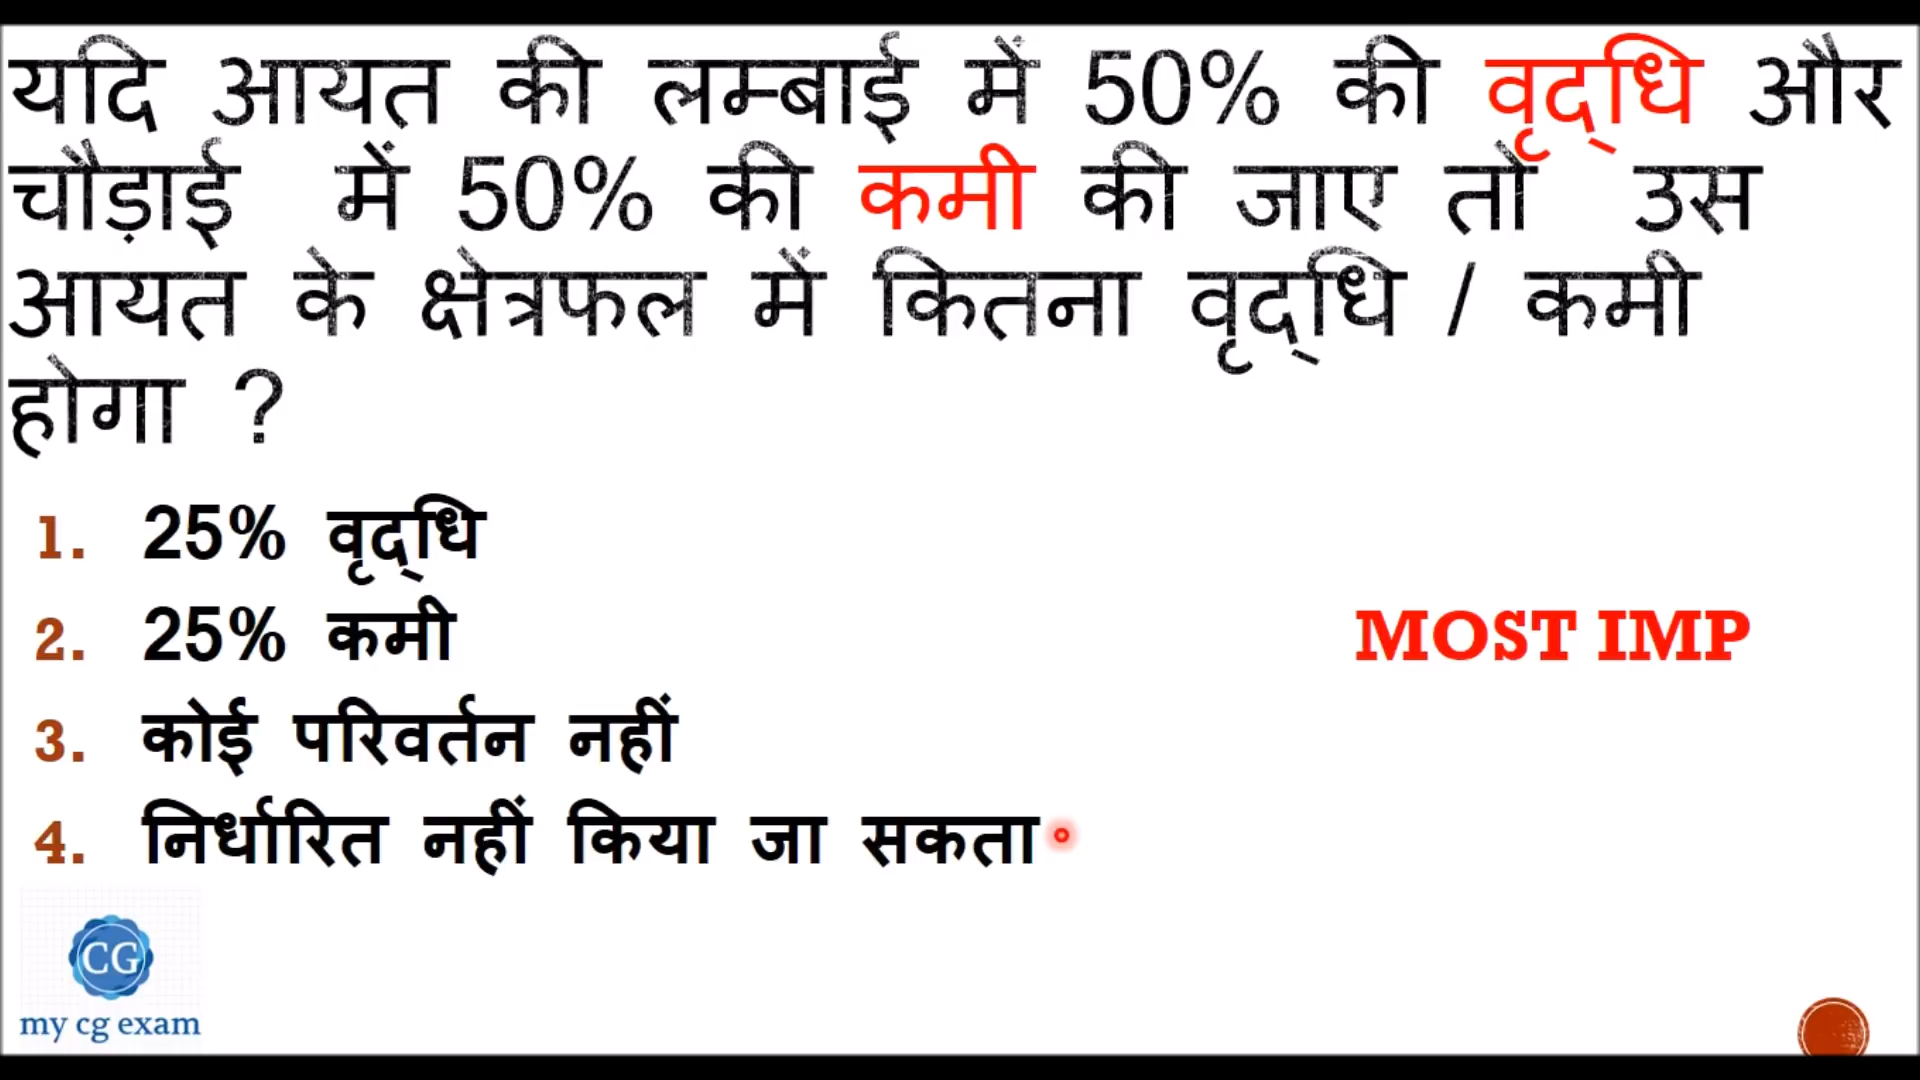 यदि आयत की लम्बाई में 50% की वृद्धि और
चौड़ाई में 50% की कमी की जाए तो उस
आयत के क्षेत्रफल में कितना वृद्धि / कमी
होगा ?
1. 25% वृद्धि
2. 25% कमी
MOST IMP
3. कोई परिवर्तन नहीं
4. निर्धारित नहीं किया जा सकता
CG
my cg exam